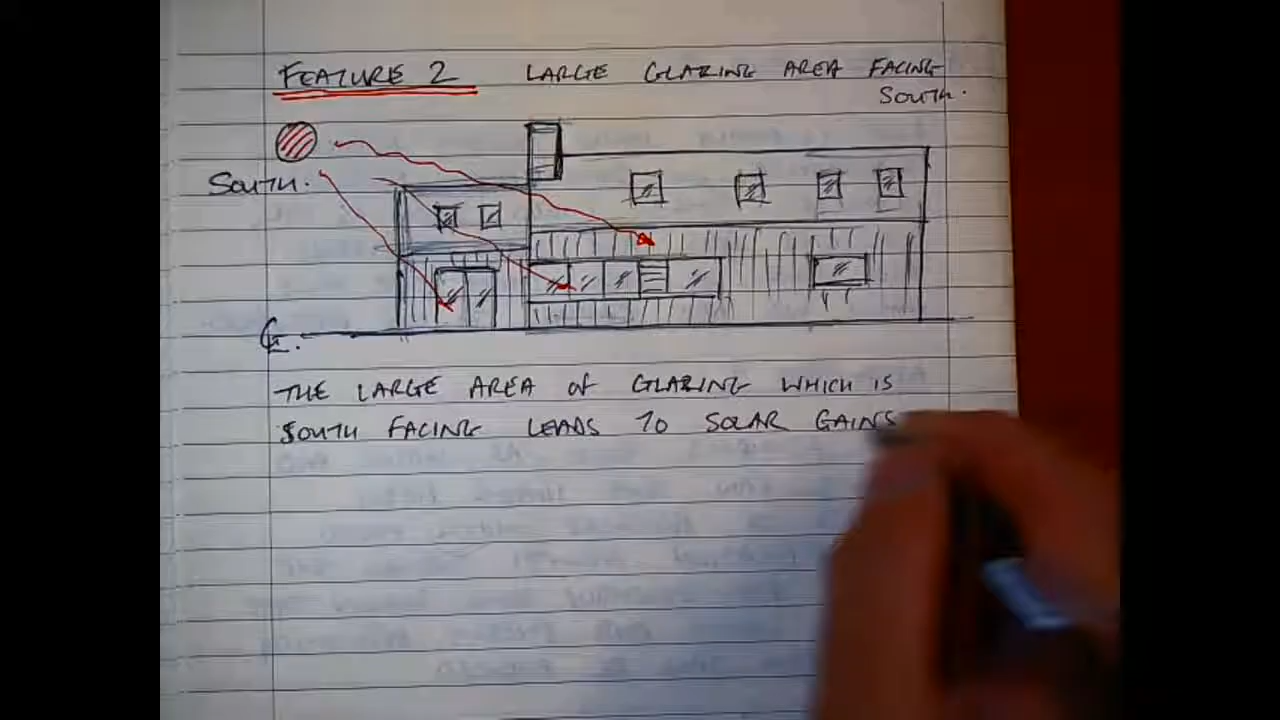 FEATURE 2 LARGE GLAZING AREA FACING
SOUTH.
SOUTH.
GL.
THE LARGE AREA OF GLAZING WHICH IS
SOUTH FACING LEADS TO SOLAR GAINS